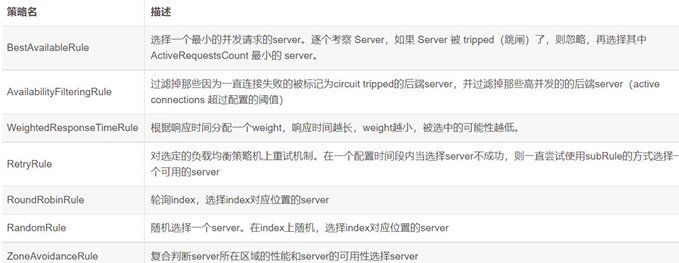 策略名 描述
选择一个最小的并发请求的server。逐个考察 Server，如果 Server 被 tripped（跳闸）了，则忽略，再选择其中
BestAvailableRule
ActiveRequestsCount 最小的 server。
过滤掉那些因为一直连接失败的被标记为circuit tripped的后端server，并过滤掉那些高并发的的后端server（active
AvailabilityFilteringRule
connections 超过配置的阈值）
WeightedResponseTimeRule 根据响应时间分配一个weight，响应时间越长，weight越小，被选中的可能性越低。
对选定的负载均衡策略机上重试机制。在一个配置时间段内当选择server不成功，则一直尝试使用subRule的方式选择一
RetryRule
个可用的server
RoundRobinRule 轮询index，选择index对应位置的server
RandomRule 随机选择一个server。在index上随机，选择index对应位置的server
ZoneAvoidanceRule 复合判断server所在区域的性能和server的可用性选择server